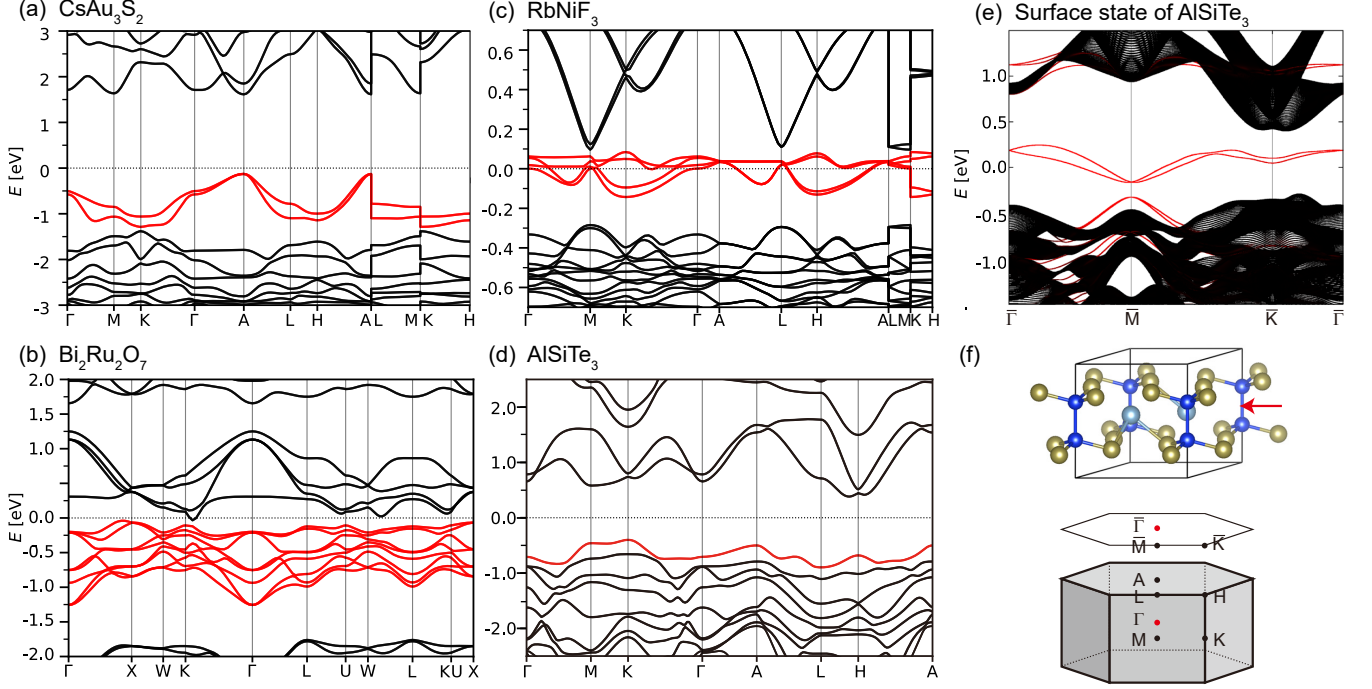 (a) CsAu₃S₂
3
2
1
0
-1
-2
-3
E [eV]
Γ M K Γ A L H A L M K H
(c) RbNiF₃
0.6
0.4
0.2
0.0
-0.2
-0.4
-0.6
Γ M K Γ A L H A L M K H
(e) Surface state of AlSiTe₃
1.0
0.5
0.0
-0.5
-1.0
-
E [eV]
Γ̅ M̅ K̅ Γ̅
(b) Bi₂Ru₂O₇
2.0
1.5
1.0
0.5
0.0
-0.5
-1.0
-1.5
-2.0
E [eV]
Γ X W K Γ L U W L K U X
(d) AlSiTe₃
2.0
1.0
0.0
-1.0
-2.0
Γ M K Γ A L H A
(f)
Γ̅
M̅ K̅
A
L H
Γ
M K